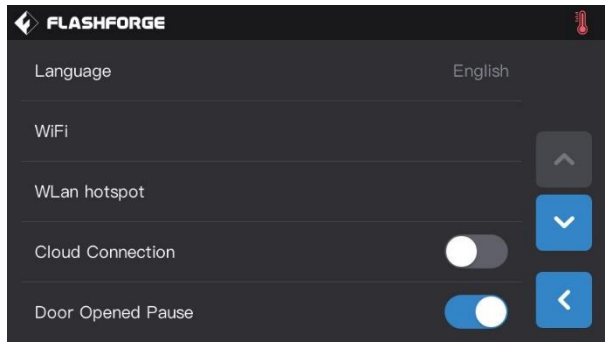 FLASHFORGE
Language English
WiFi
WLan hotspot
Cloud Connection
Door Opened Pause